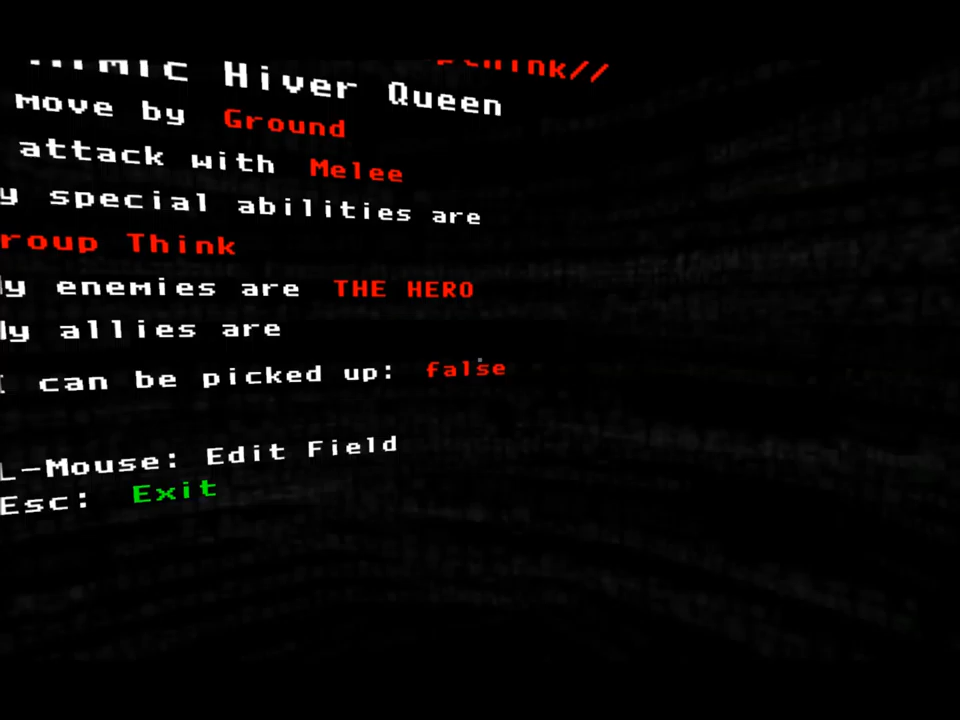 Hiver Queen
Move by Ground
attack with Melee
special abilities are
Think
enemies are THE HERO
allies are
can be picked up: false
L-Mouse: Edit Field
Esc: Exit